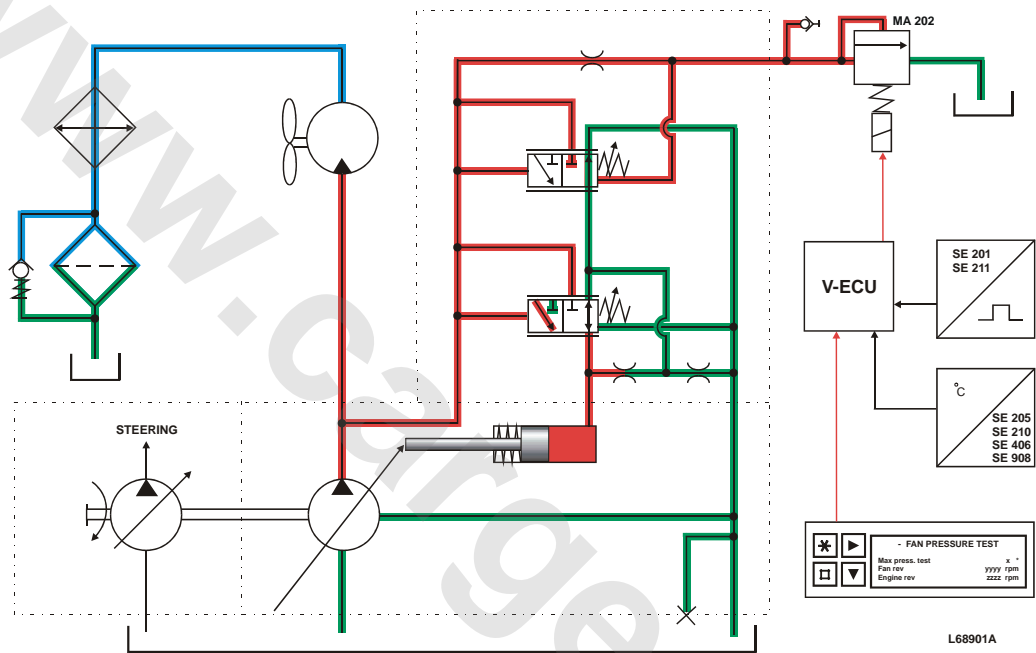 MA 202
SE 201
SE 211
V-ECU
°C
SE 205
SE 210
SE 406
SE 908
STEERING
- FAN PRESSURE TEST
Max press. test x *
Fan rev yyyy rpm
Engine rev zzzz rpm
L68901A
www.carge